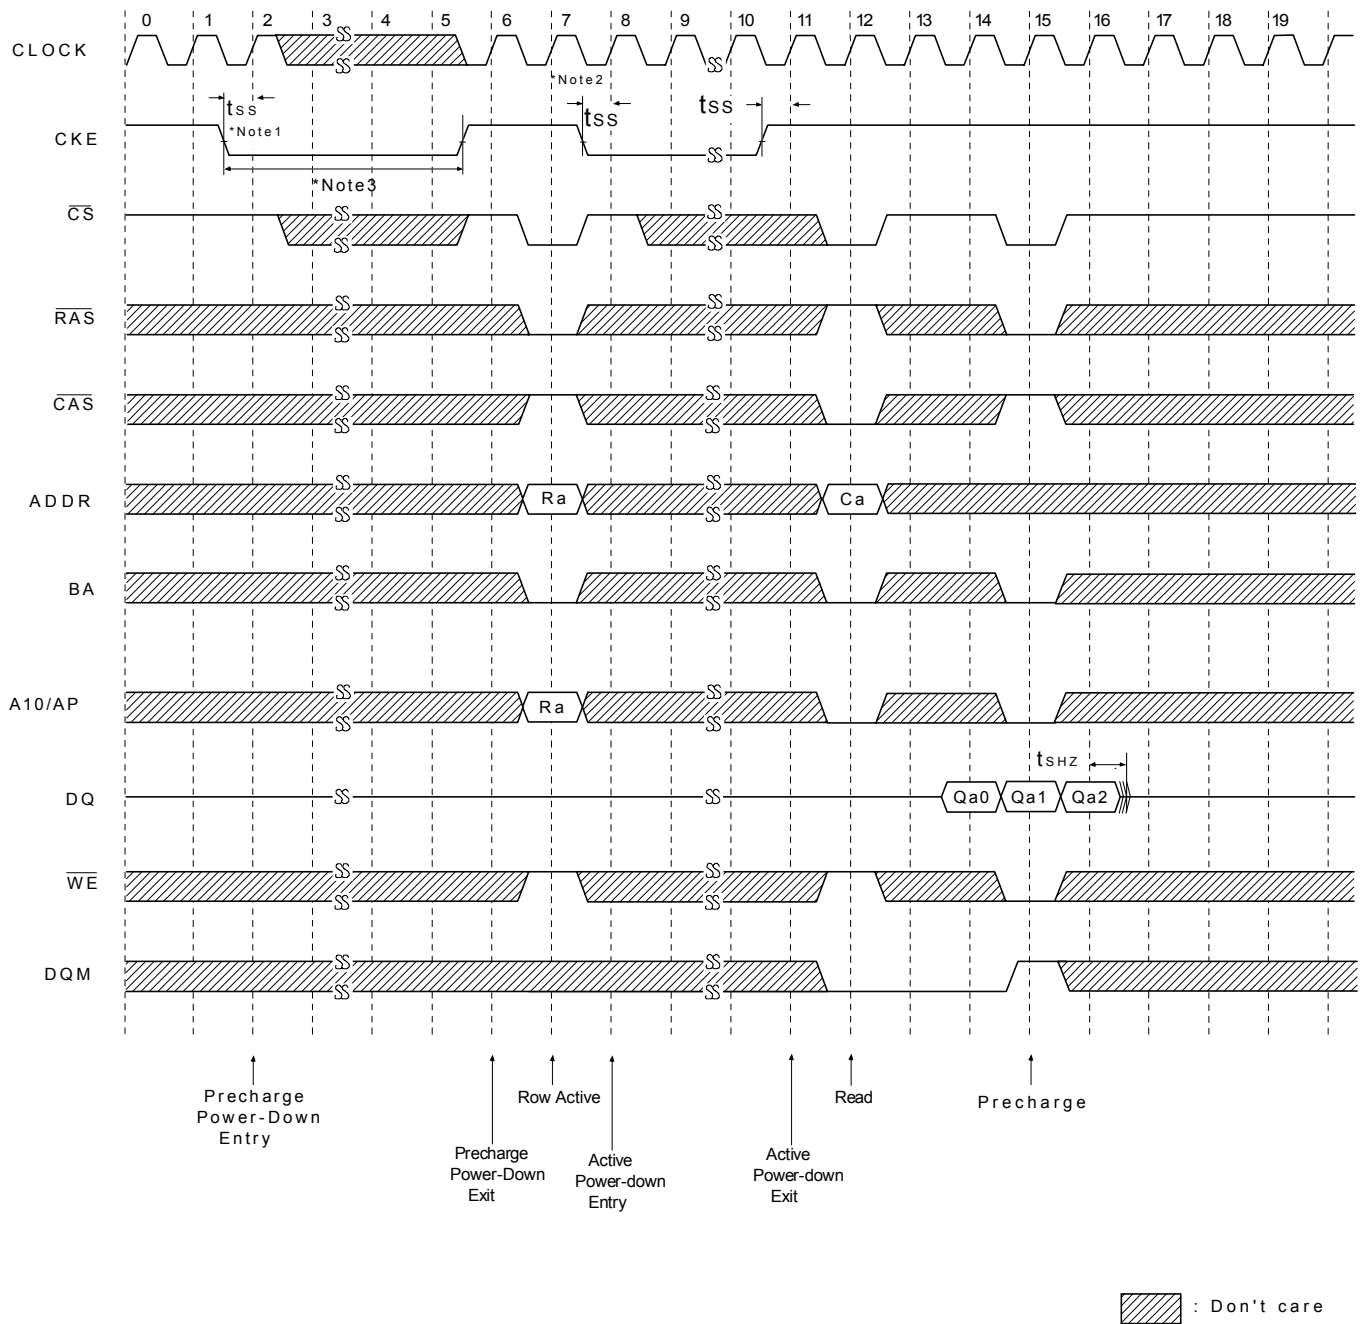 0 1 2 3 4 5 6 7 8 9 10 11 12 13 14 15 16 17 18 19
CLOCK
*Note2
tss tss tss
*Note1
CKE
*Note3
CS
RAS
CAS
ADDR Ra Ca
BA
A10/AP Ra
tSHZ
DQ Qa0 Qa1 Qa2
WE
DQM
Precharge
Power-Down
Entry
Precharge
Power-Down
Exit
Row Active
Active
Power-down
Entry
Active
Power-down
Exit
Read
Precharge
: Don't care